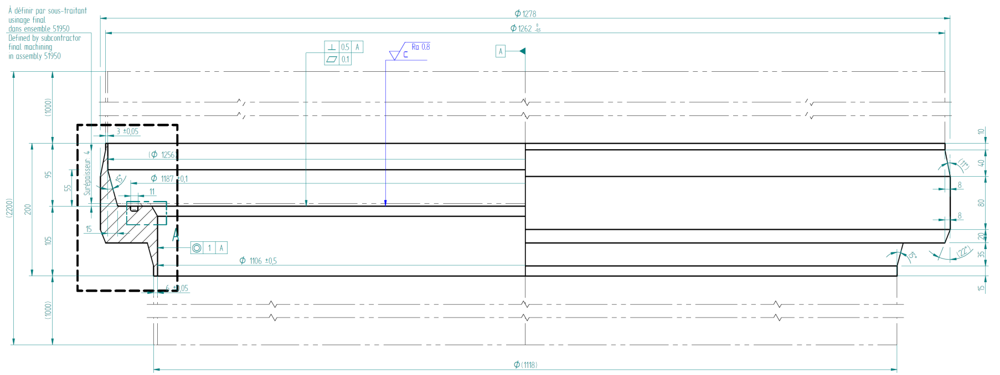 À définir par sous-traitant
usinage final
dans ensemble 51950
Defined by subcontractor
final machining
in assembly 51950
Φ 1278
Φ 1262 0 -0,5
⊥ 0.5 A
▱ 0.1
Ra 0.8
A
(1000)
3 ±0,05
10
(Φ 1256)
Surépaisseur: 4
(11°)
40
95
Φ 1187 ±0,1
15°
55
11
8
(2200)
200
80
8
15
A
105
20
◎ 1 A
(22°)
Φ 1106 ±0,5
15°
35
6 ±0,05
15
(1000)
Φ (1118)